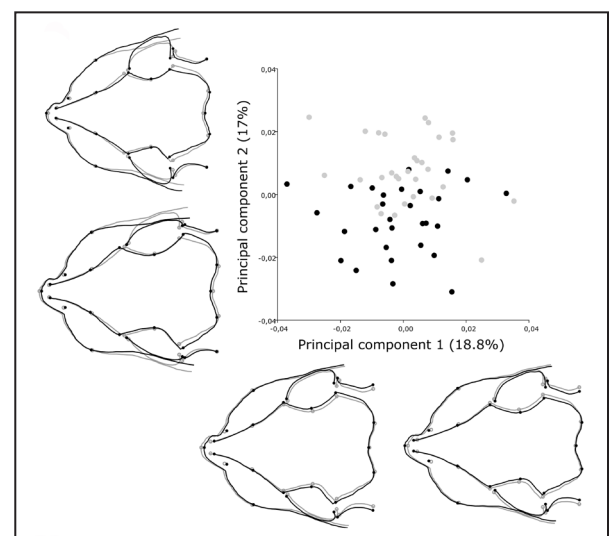 0,04
0,02
0,00
-0,02
-0,04
Principal component 2 (17%)
-0,04 -0,02 0,00 0,02 0,04
Principal component 1 (18.8%)